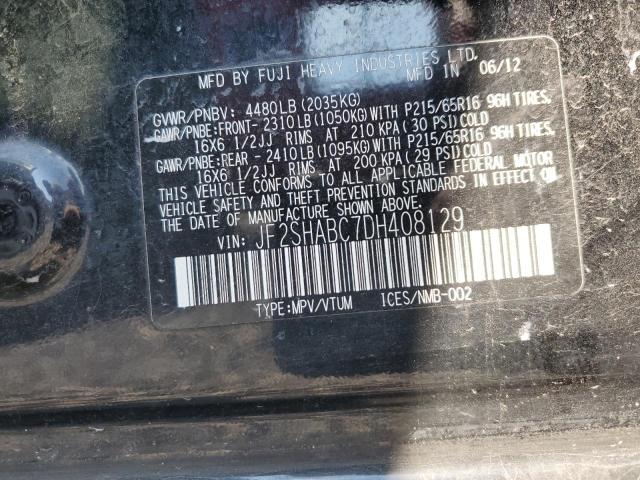 MFD BY FUJI HEAVY INDUSTRIES LTD.
MFD. IN 06/12
GVWR/PNBV: 4480LB (2035KG)
GAWR/PNBE:FRONT- 2310LB (1050KG) WITH P215/65R16 96H TIRES
16X6 1/2JJ RIMS AT 210 KPA (30 PSI) COLD
GAWR/PNBE:REAR - 2410LB (1095KG) WITH P215/65R16 96H TIRES
16X6 1/2JJ RIMS AT 200 KPA (29 PSI) COLD
THIS VEHICLE CONFORMS TO ALL APPLICABLE FEDERAL MOTOR
VEHICLE SAFETY AND THEFT PREVENTION STANDARDS IN EFFECT ON
THE DATE OF MANUFACTURE SHOWN ABOVE.
VIN: JF2SHABC7DH408129
TYPE:MPV/VTUM ICES/NMB-002